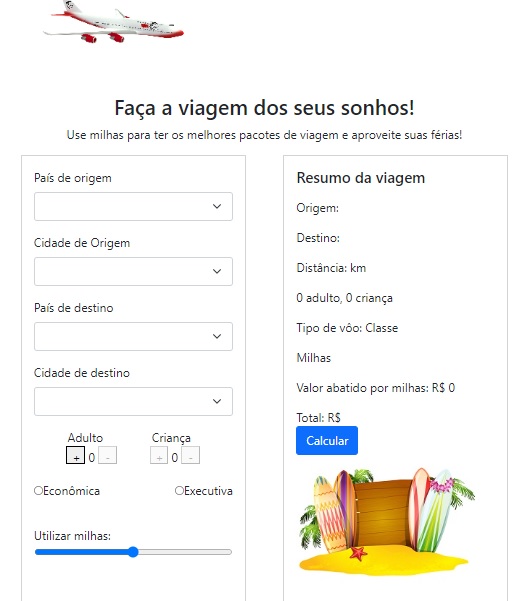 Faça a viagem dos seus sonhos!
Use milhas para ter os melhores pacotes de viagem e aproveite suas férias!
País de origem
Cidade de Origem
País de destino
Cidade de destino
Adulto Criança
+ 0 - + 0 -
Econômica Executiva
Utilizar milhas:
Resumo da viagem
Origem:
Destino:
Distância: km
0 adulto, 0 criança
Tipo de vôo: Classe
Milhas
Valor abatido por milhas: R$ 0
Total: R$
Calcular